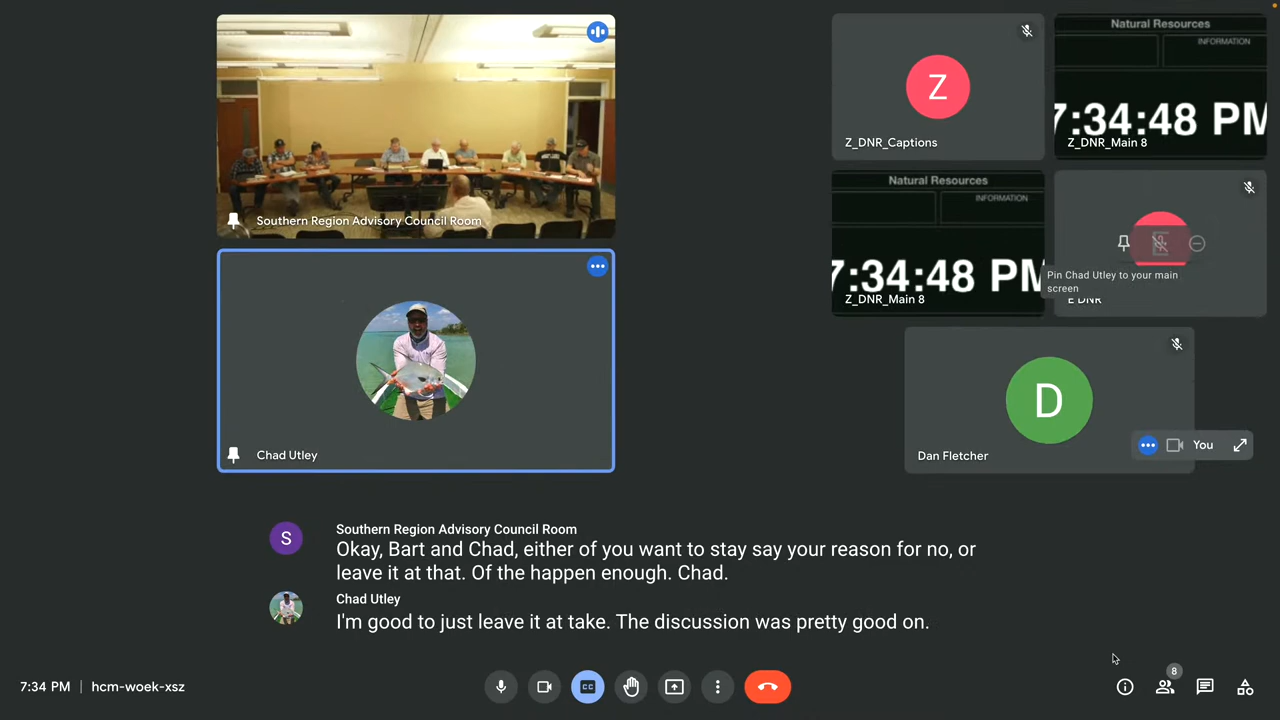 Southern Region Advisory Council Room
Chad Utley
Z
Z_DNR_Captions
Natural Resources
INFORMATION
7:34:48 PM
Z_DNR_Main 8
Natural Resources
INFORMATION
7:34:48 PM
Z_DNR_Main 8
Pin Chad Utley to your main
screen
E DNR
D
Dan Fletcher
You
S
Southern Region Advisory Council Room
Okay, Bart and Chad, either of you want to stay say your reason for no, or
leave it at that. Of the happen enough. Chad.
Chad Utley
I'm good to just leave it at take. The discussion was pretty good on.
7:34 PM | hcm-woek-xsz
CC
8